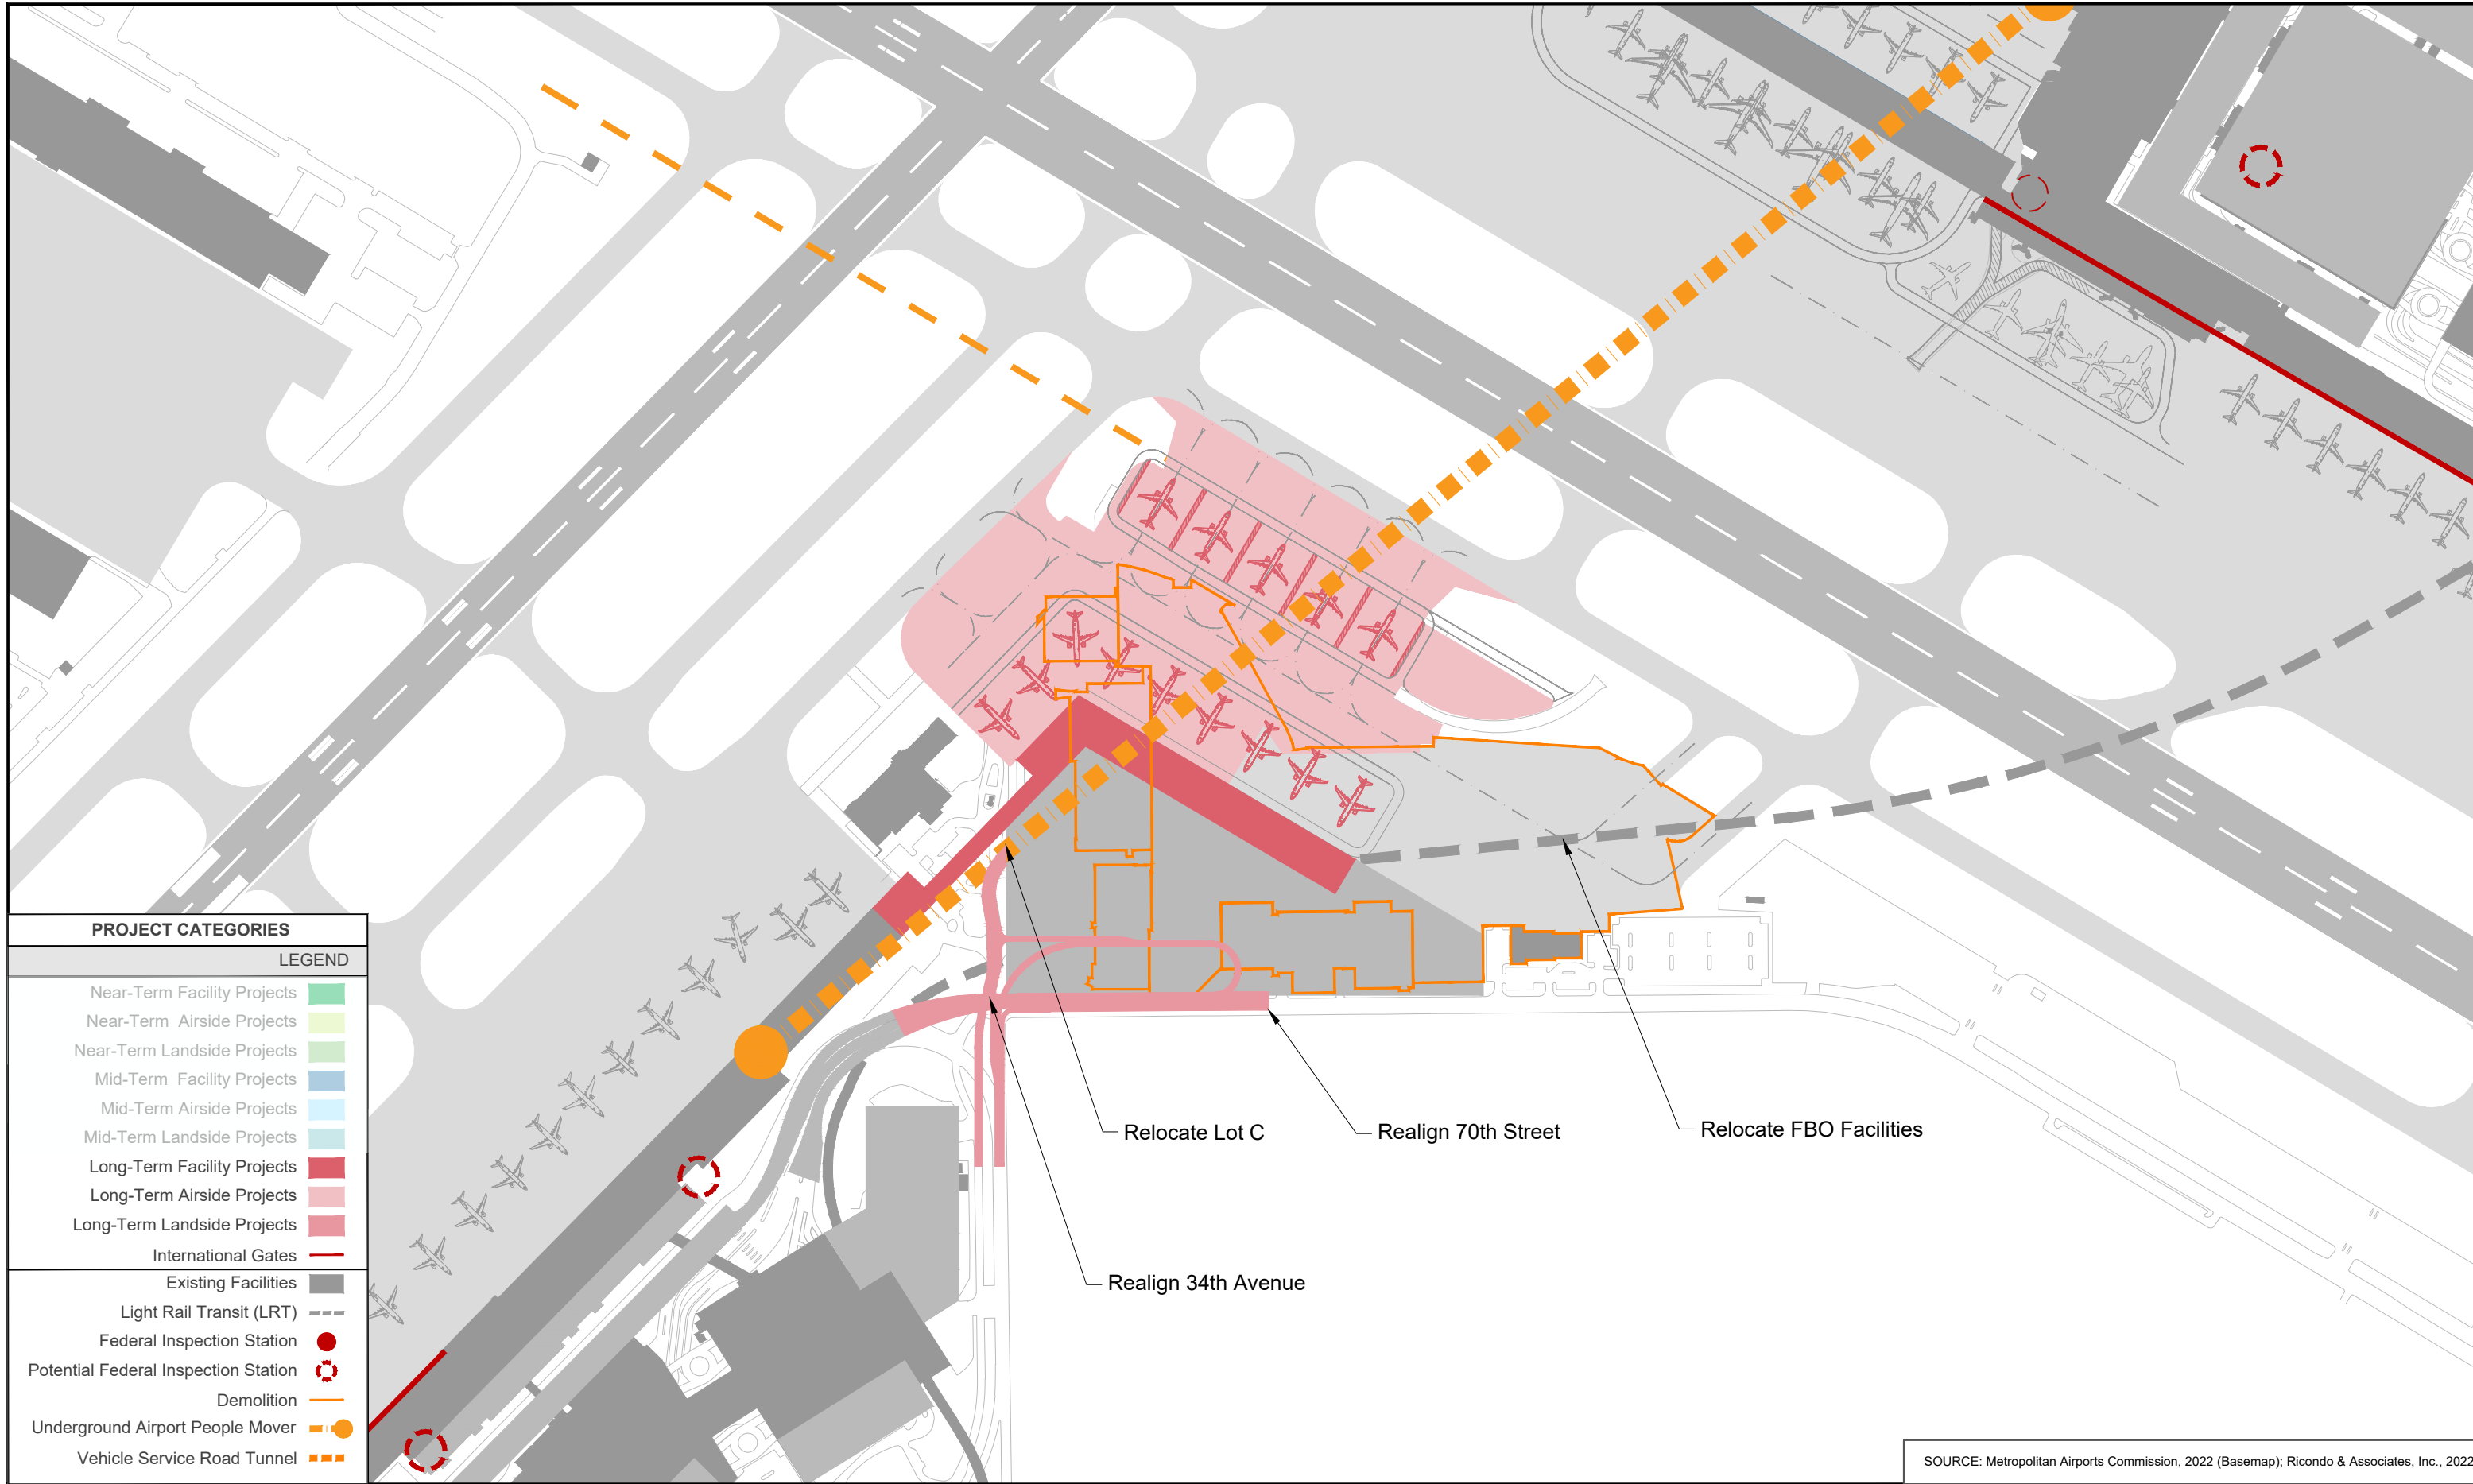 PROJECT CATEGORIES
LEGEND
Near-Term Facility Projects
Near-Term Airside Projects
Near-Term Landside Projects
Mid-Term Facility Projects
Mid-Term Airside Projects
Mid-Term Landside Projects
Long-Term Facility Projects
Long-Term Airside Projects
Long-Term Landside Projects
International Gates
Existing Facilities
Light Rail Transit (LRT)
Federal Inspection Station
Potential Federal Inspection Station
Demolition
Underground Airport People Mover
Vehicle Service Road Tunnel
Relocate Lot C
Realign 70th Street
Relocate FBO Facilities
Realign 34th Avenue
SOURCE: Metropolitan Airports Commission, 2022 (Basemap); Ricondo & Associates, Inc., 2022